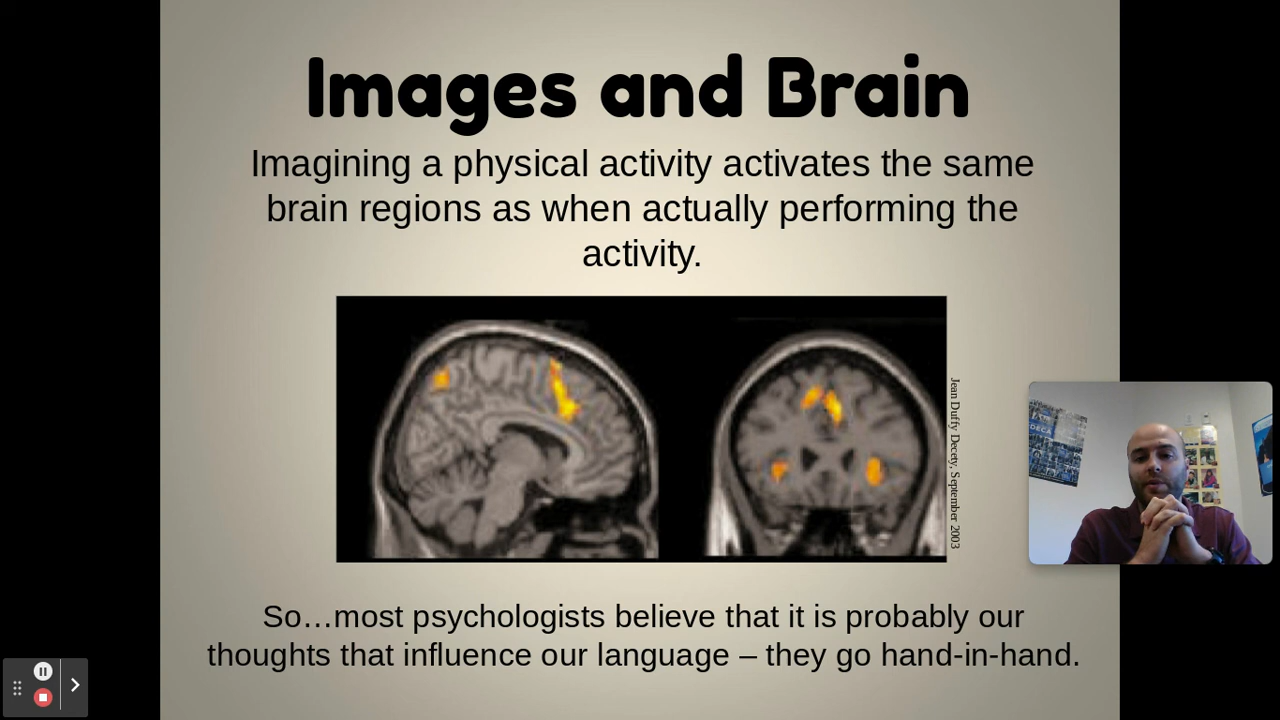 Images and Brain
Imagining a physical activity activates the same
brain regions as when actually performing the
activity.
Jean Duffy Decety, September 2003
DECA
So…most psychologists believe that it is probably our
thoughts that influence our language – they go hand-in-hand.